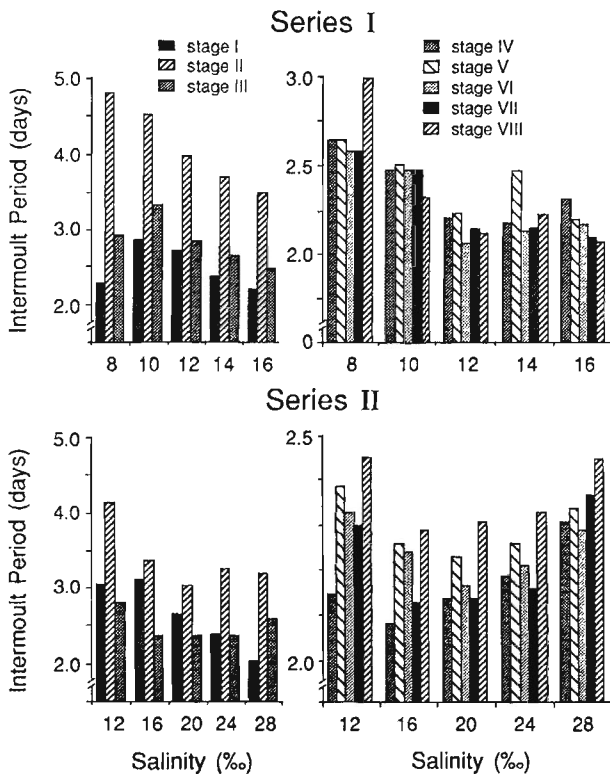 Series I
stage I
stage II
stage III
stage IV
stage V
stage VI
stage VII
stage VIII
Intermoult Period (days)
5.0
4.0
3.0
2.0
8 10 12 14 16
3.0
2.5
2.0
0
8 10 12 14 16
Series II
Intermoult Period (days)
5.0
4.0
3.0
2.0
12 16 20 24 28
Salinity (‰)
2.5
2.0
12 16 20 24 28
Salinity (‰)